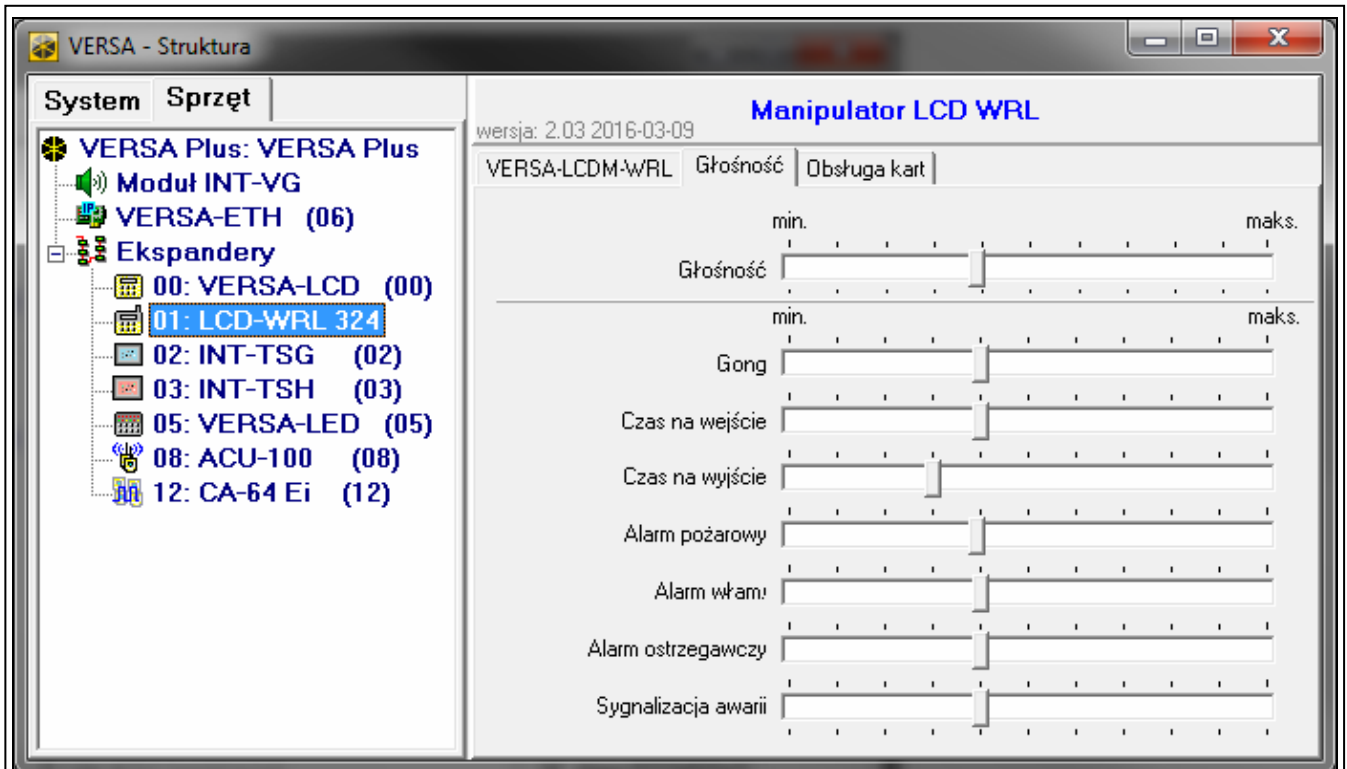 VERSA - Struktura
System Sprzęt
VERSA Plus: VERSA Plus
Moduł INT-VG
VERSA-ETH (06)
Ekspandery
00: VERSA-LCD (00)
01: LCD-WRL 324
02: INT-TSG (02)
03: INT-TSH (03)
05: VERSA-LED (05)
08: ACU-100 (08)
12: CA-64 Ei (12)
Manipulator LCD WRL
wersja: 2.03 2016-03-09
VERSA-LCDM-WRL Głośność Obsługa kart
min. maks.
Głośność
min. maks.
Gong
Czas na wejście
Czas na wyjście
Alarm pożarowy
Alarm włam.
Alarm ostrzegawczy
Sygnalizacja awarii